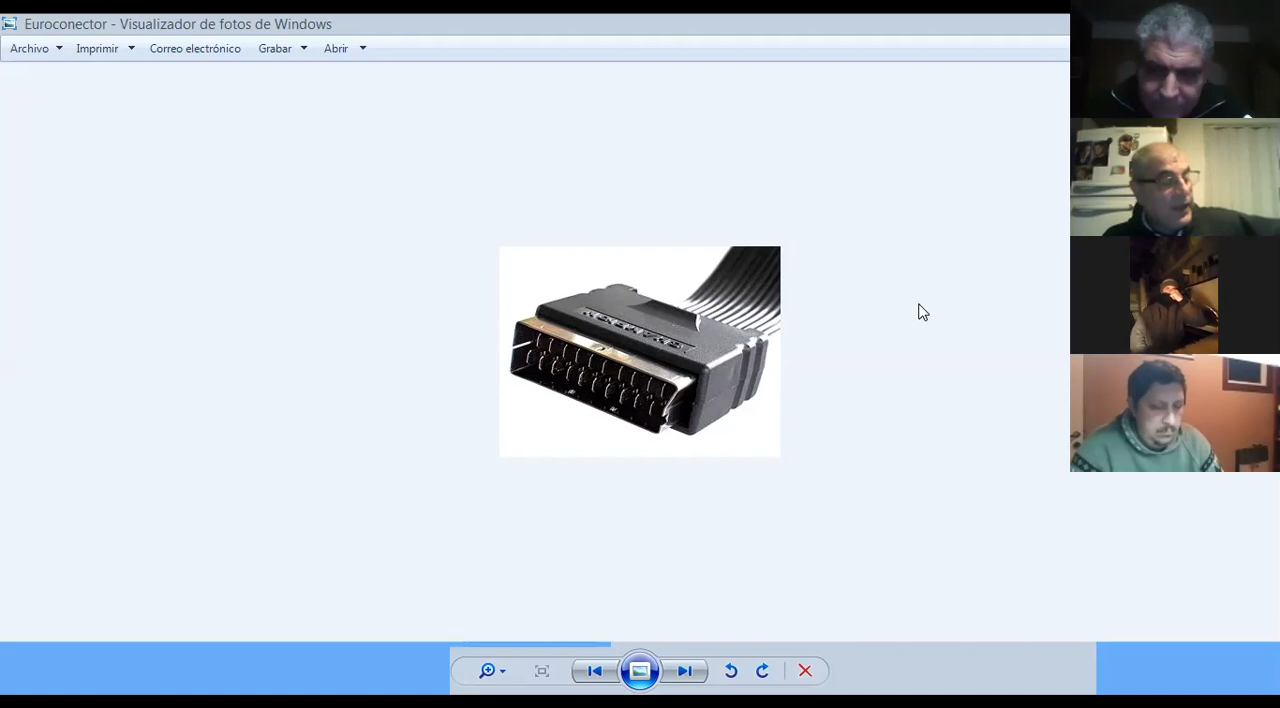 Euroconector - Visualizador de fotos de Windows
Archivo Imprimir Correo electrónico Grabar Abrir